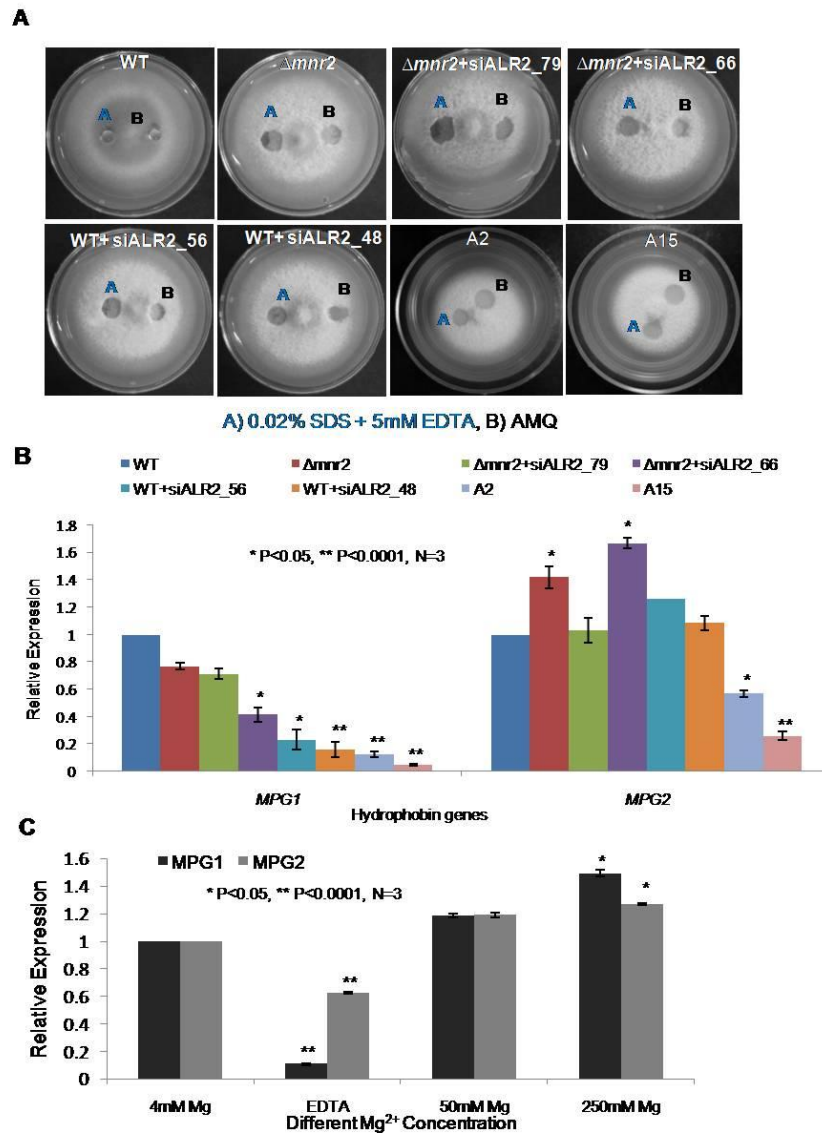 A
WT
Δmnr2
Δmnr2+siALR2_79
Δmnr2+siALR2_66
A B
A B
A B
A B
WT+siALR2_56
WT+siALR2_48
A2
A15
A B
A B
A B
A B
A) 0.02% SDS + 5mM EDTA, B) AMQ
B
WT Δmnr2 Δmnr2+siALR2_79 Δmnr2+siALR2_66
WT+siALR2_56 WT+siALR2_48 A2 A15
* P<0.05, ** P<0.0001, N=3
Relative Expression
1.8
1.6
1.4
1.2
1
0.8
0.6
0.4
0.2
0
* * ** ** **
* * * **
MPG1 MPG2
Hydrophobin genes
C
MPG1 MPG2
* P<0.05, ** P<0.0001, N=3
Relative Expression
1.6
1.4
1.2
1
0.8
0.6
0.4
0.2
0
** ** * *
4mM Mg EDTA 50mM Mg 250mM Mg
Different Mg²⁺ Concentration